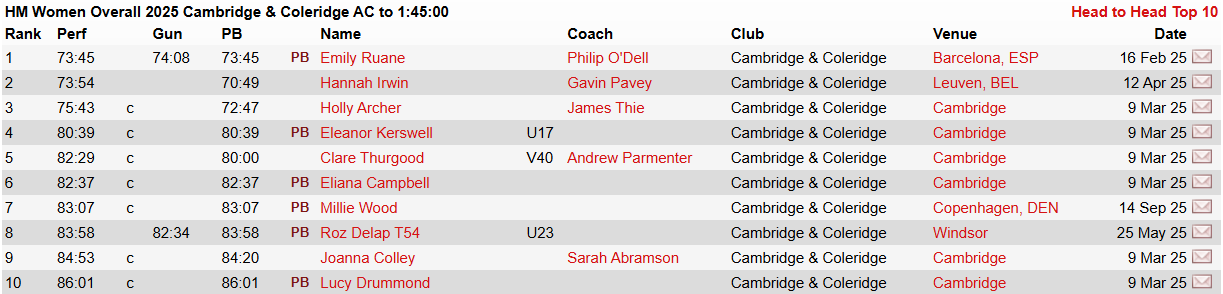 HM Women Overall 2025 Cambridge & Coleridge AC to 1:45:00 Head to Head Top 10
Rank Perf Gun PB Name Coach Club Venue Date
1 73:45 74:08 73:45 PB Emily Ruane Philip O'Dell Cambridge & Coleridge Barcelona, ESP 16 Feb 25
2 73:54 70:49 Hannah Irwin Gavin Pavey Cambridge & Coleridge Leuven, BEL 12 Apr 25
3 75:43 c 72:47 Holly Archer James Thie Cambridge & Coleridge Cambridge 9 Mar 25
4 80:39 c 80:39 PB Eleanor Kerswell U17 Cambridge & Coleridge Cambridge 9 Mar 25
5 82:29 c 80:00 Clare Thurgood V40 Andrew Parmenter Cambridge & Coleridge Cambridge 9 Mar 25
6 82:37 c 82:37 PB Eliana Campbell Cambridge & Coleridge Cambridge 9 Mar 25
7 83:07 c 83:07 PB Millie Wood Cambridge & Coleridge Copenhagen, DEN 14 Sep 25
8 83:58 82:34 83:58 PB Roz Delap T54 U23 Cambridge & Coleridge Windsor 25 May 25
9 84:53 c 84:20 Joanna Colley Sarah Abramson Cambridge & Coleridge Cambridge 9 Mar 25
10 86:01 c 86:01 PB Lucy Drummond Cambridge & Coleridge Cambridge 9 Mar 25